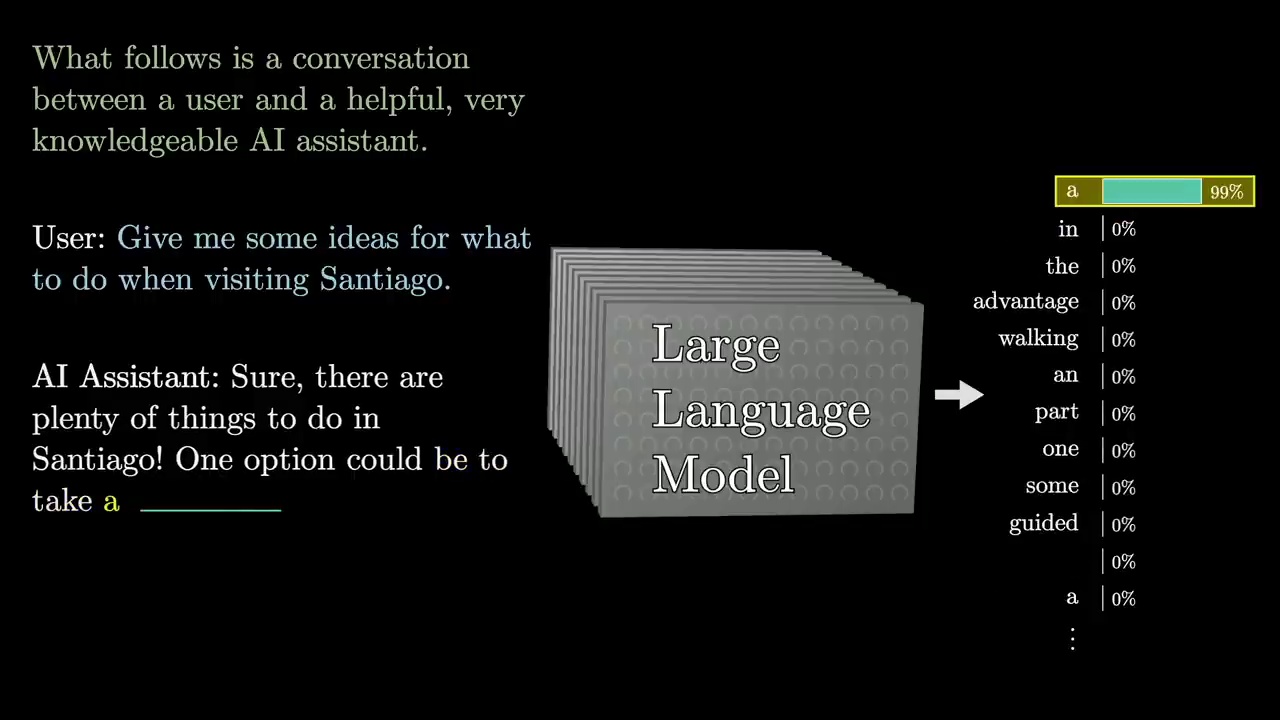 What follows is a conversation
between a user and a helpful, very
knowledgeable AI assistant.
User: Give me some ideas for what
to do when visiting Santiago.
AI Assistant: Sure, there are
plenty of things to do in
Santiago! One option could be to
take a
Large
Language
Model
a 99%
in 0%
the 0%
advantage 0%
walking 0%
an 0%
part 0%
one 0%
some 0%
guided 0%
0%
a 0%
⋮